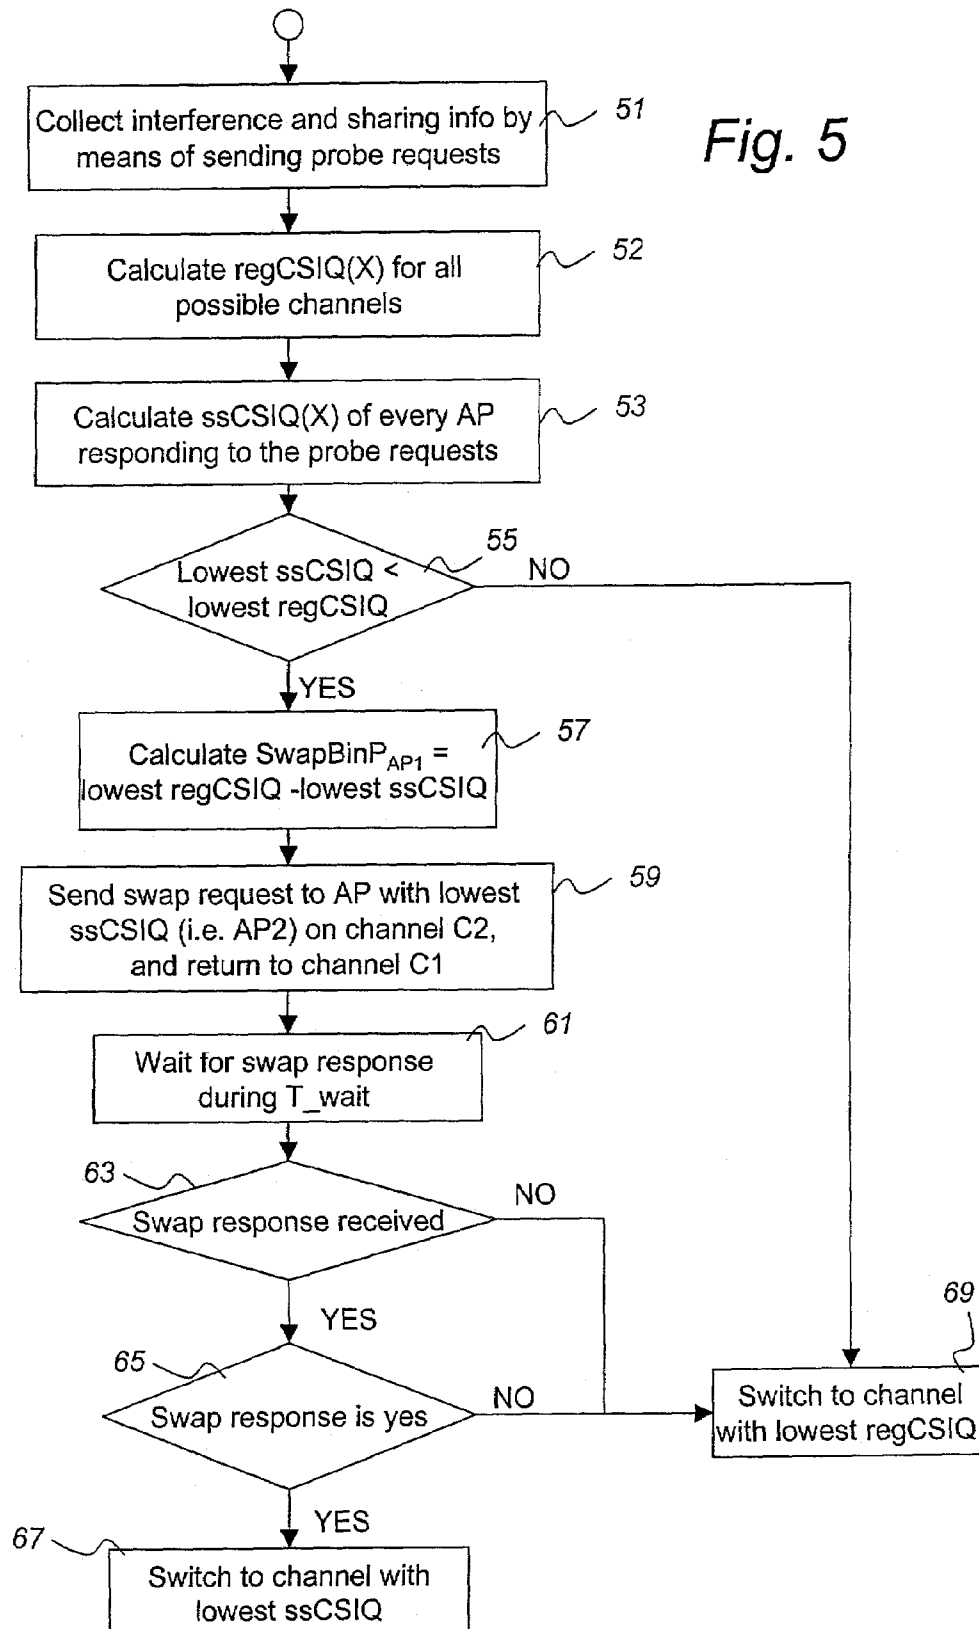 Fig. 5
Collect interference and sharing info by
means of sending probe requests
51
Calculate regCSIQ(X) for all
possible channels
52
Calculate ssCSIQ(X) of every AP
responding to the probe requests
53
Lowest ssCSIQ <
lowest regCSIQ
55
NO
YES
Calculate SwapBinP_AP1 =
lowest regCSIQ -lowest ssCSIQ
57
Send swap request to AP with lowest
ssCSIQ (i.e. AP2) on channel C2,
and return to channel C1
59
Wait for swap response
during T_wait
61
63
Swap response received
NO
YES
65
Swap response is yes
NO
69
Switch to channel
with lowest regCSIQ
YES
67
Switch to channel with
lowest ssCSIQ